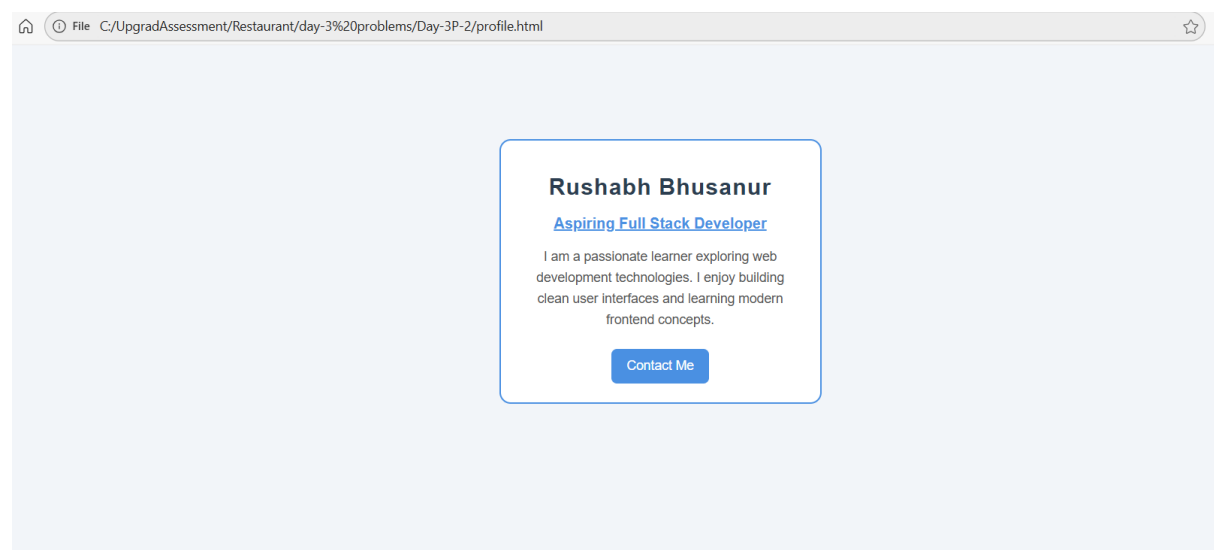 File C:/UpgradAssessment/Restaurant/day-3%20problems/Day-3P-2/profile.html
Rushabh Bhusanur
Aspiring Full Stack Developer
I am a passionate learner exploring web
development technologies. I enjoy building
clean user interfaces and learning modern
frontend concepts.
Contact Me